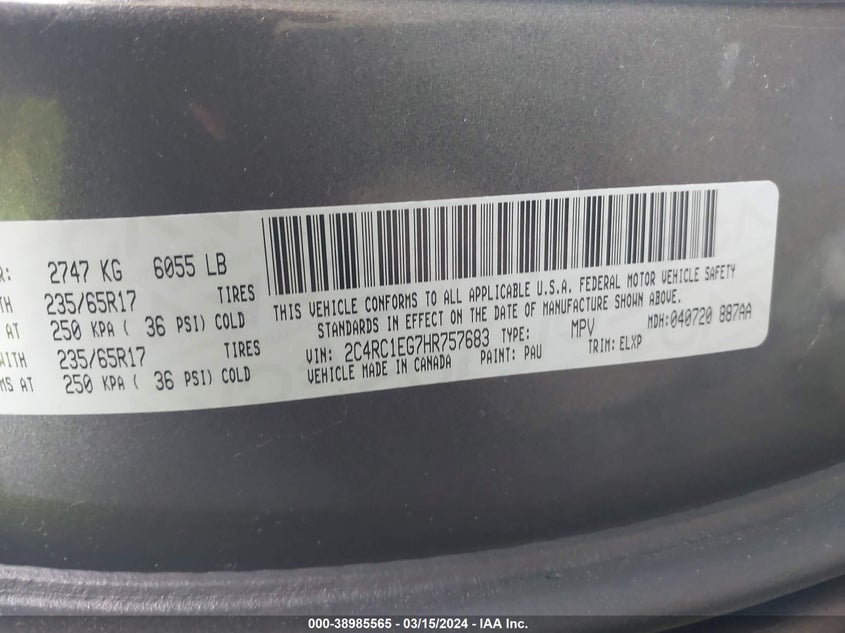 R: 2747 KG 6055 LB
TH 235/65R17 TIRES
AT 250 KPA ( 36 PSI) COLD
WITH 235/65R17 TIRES
MS AT 250 KPA ( 36 PSI) COLD
THIS VEHICLE CONFORMS TO ALL APPLICABLE U.S.A. FEDERAL MOTOR VEHICLE SAFETY
STANDARDS IN EFFECT ON THE DATE OF MANUFACTURE SHOWN ABOVE.
VIN: 2C4RC1EG7HR757683 TYPE: MPV MDH:040720 887AA
VEHICLE MADE IN CANADA PAINT: PAU TRIM: ELXP
000-38985565 - 03/15/2024 - IAA Inc.